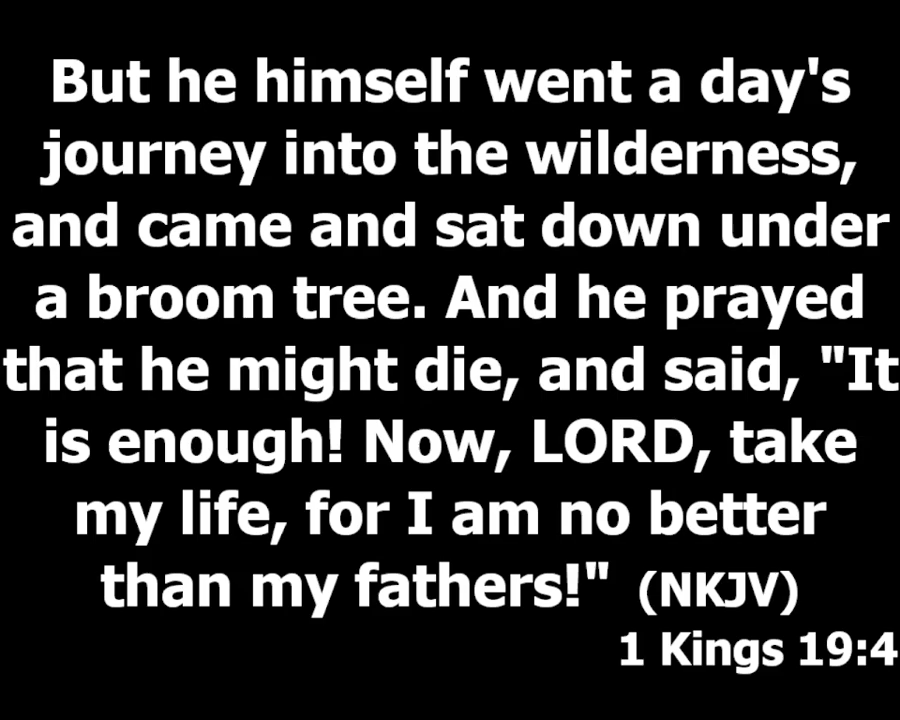 But he himself went a day's
journey into the wilderness,
and came and sat down under
a broom tree. And he prayed
that he might die, and said, "It
is enough! Now, LORD, take
my life, for I am no better
than my fathers!" (NKJV)
1 Kings 19:4